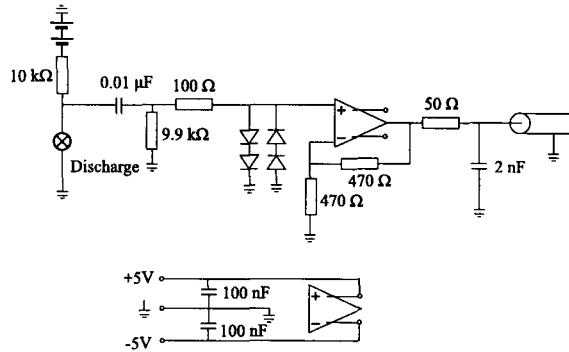 10 kΩ
0.01 μF
100 Ω
9.9 kΩ
Discharge
+
−
50 Ω
470 Ω
470 Ω
2 nF
+5V
100 nF
100 nF
-5V
+
−